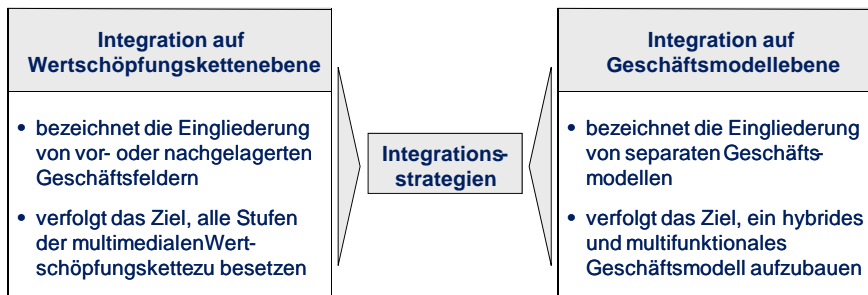 Integration auf
Wertschöpfungskettenebene
• bezeichnet die Eingliederung
von vor- oder nachgelagerten
Geschäftsfeldern
• verfolgt das Ziel, alle Stufen
der multimedialenWert-
schöpfungskettezu besetzen
Integrations-
strategien
Integration auf
Geschäftsmodellebene
• bezeichnet die Eingliederung
von separaten Geschäfts-
modellen
• verfolgt das Ziel, ein hybrides
und multifunktionales
Geschäftsmodell aufzubauen